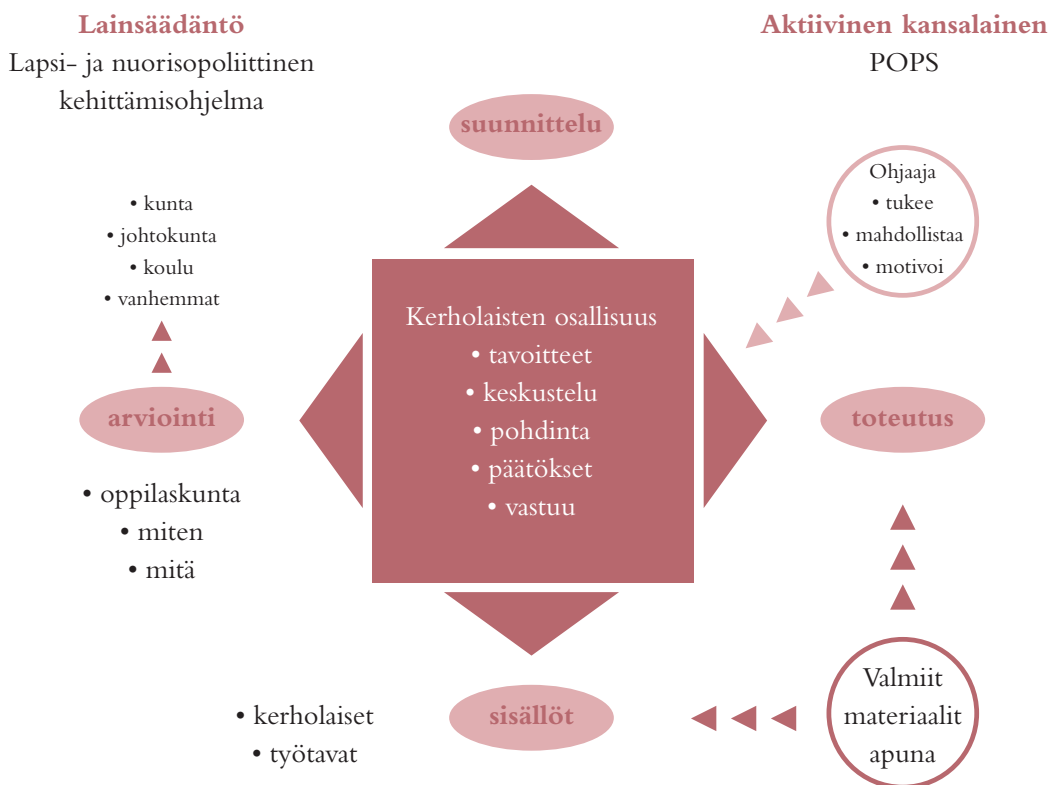 Lainsäädäntö
Lapsi- ja nuorisopoliittinen
kehittämisohjelma
Aktiivinen kansalainen
POPS
suunnittelu
Ohjaaja
• tukee
• mahdollistaa
• motivoi
• kunta
• johtokunta
• koulu
• vanhemmat
Kerholaisten osallisuus
• tavoitteet
• keskustelu
• pohdinta
• päätökset
• vastuu
arviointi
toteutus
• oppilaskunta
• miten
• mitä
• kerholaiset
• työtavat
sisällöt
Valmiit
materiaalit
apuna